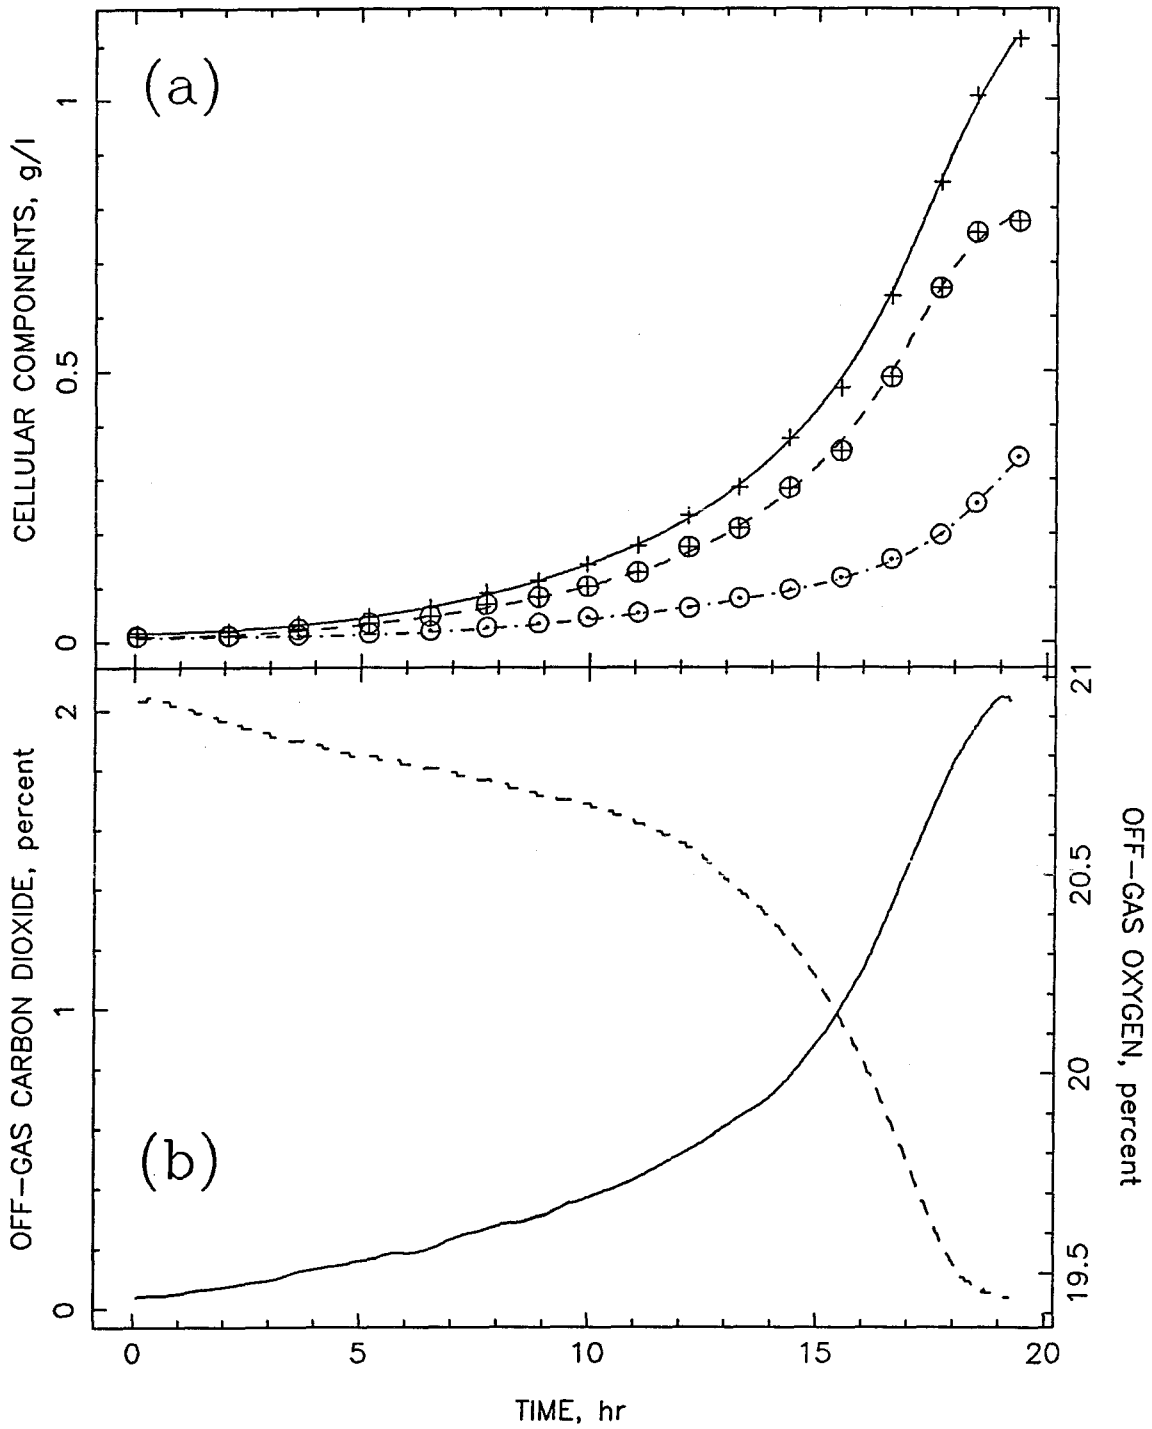 (a)
CELLULAR COMPONENTS, g/l
1
0.5
0
(b)
OFF-GAS CARBON DIOXIDE, percent
2
1
0
OFF-GAS OXYGEN, percent
21
20.5
20
19.5
0 5 10 15 20
TIME, hr